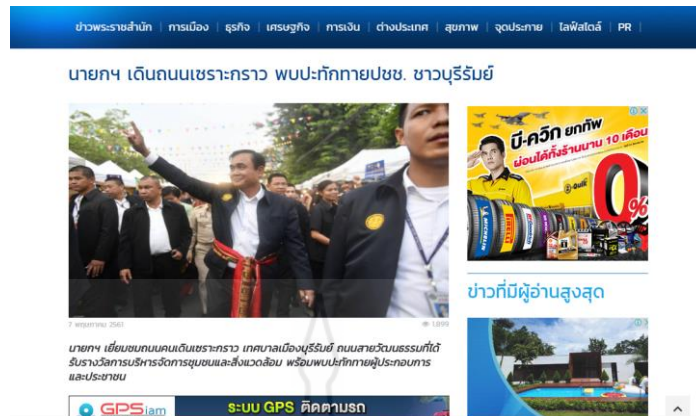 ข่าวพระราชสำนัก | การเมือง | ธุรกิจ | เศรษฐกิจ | การเงิน | ต่างประเทศ | สุขภาพ | จุดประกาย | ไลฟ์สไตล์ | PR |
นายกฯ เดินถนนเซราะกราว พบปะทักทายปชช. ชาวบุรีรัมย์
บี-ควิก ยกทัพ
ผ่อนได้ทั้งร้านนาน 10 เดือน
B-Quik
0%
MICHELIN
PIRELLI
ข่าวที่มีผู้อ่านสูงสุด
7 พฤษภาคม 2561
1,899
นายกฯ เยี่ยมชมถนนคนเดินเซราะกราว เทศบาลเมืองบุรีรัมย์ ถนนสายวัฒนธรรมที่ได้
รับรางวัลการบริหารจัดการชุมชนและสิ่งแวดล้อม พร้อมพบปะทักทายผู้ประกอบการ
และประชาชน
GPSiam
ระบบ GPS ติดตามรถ